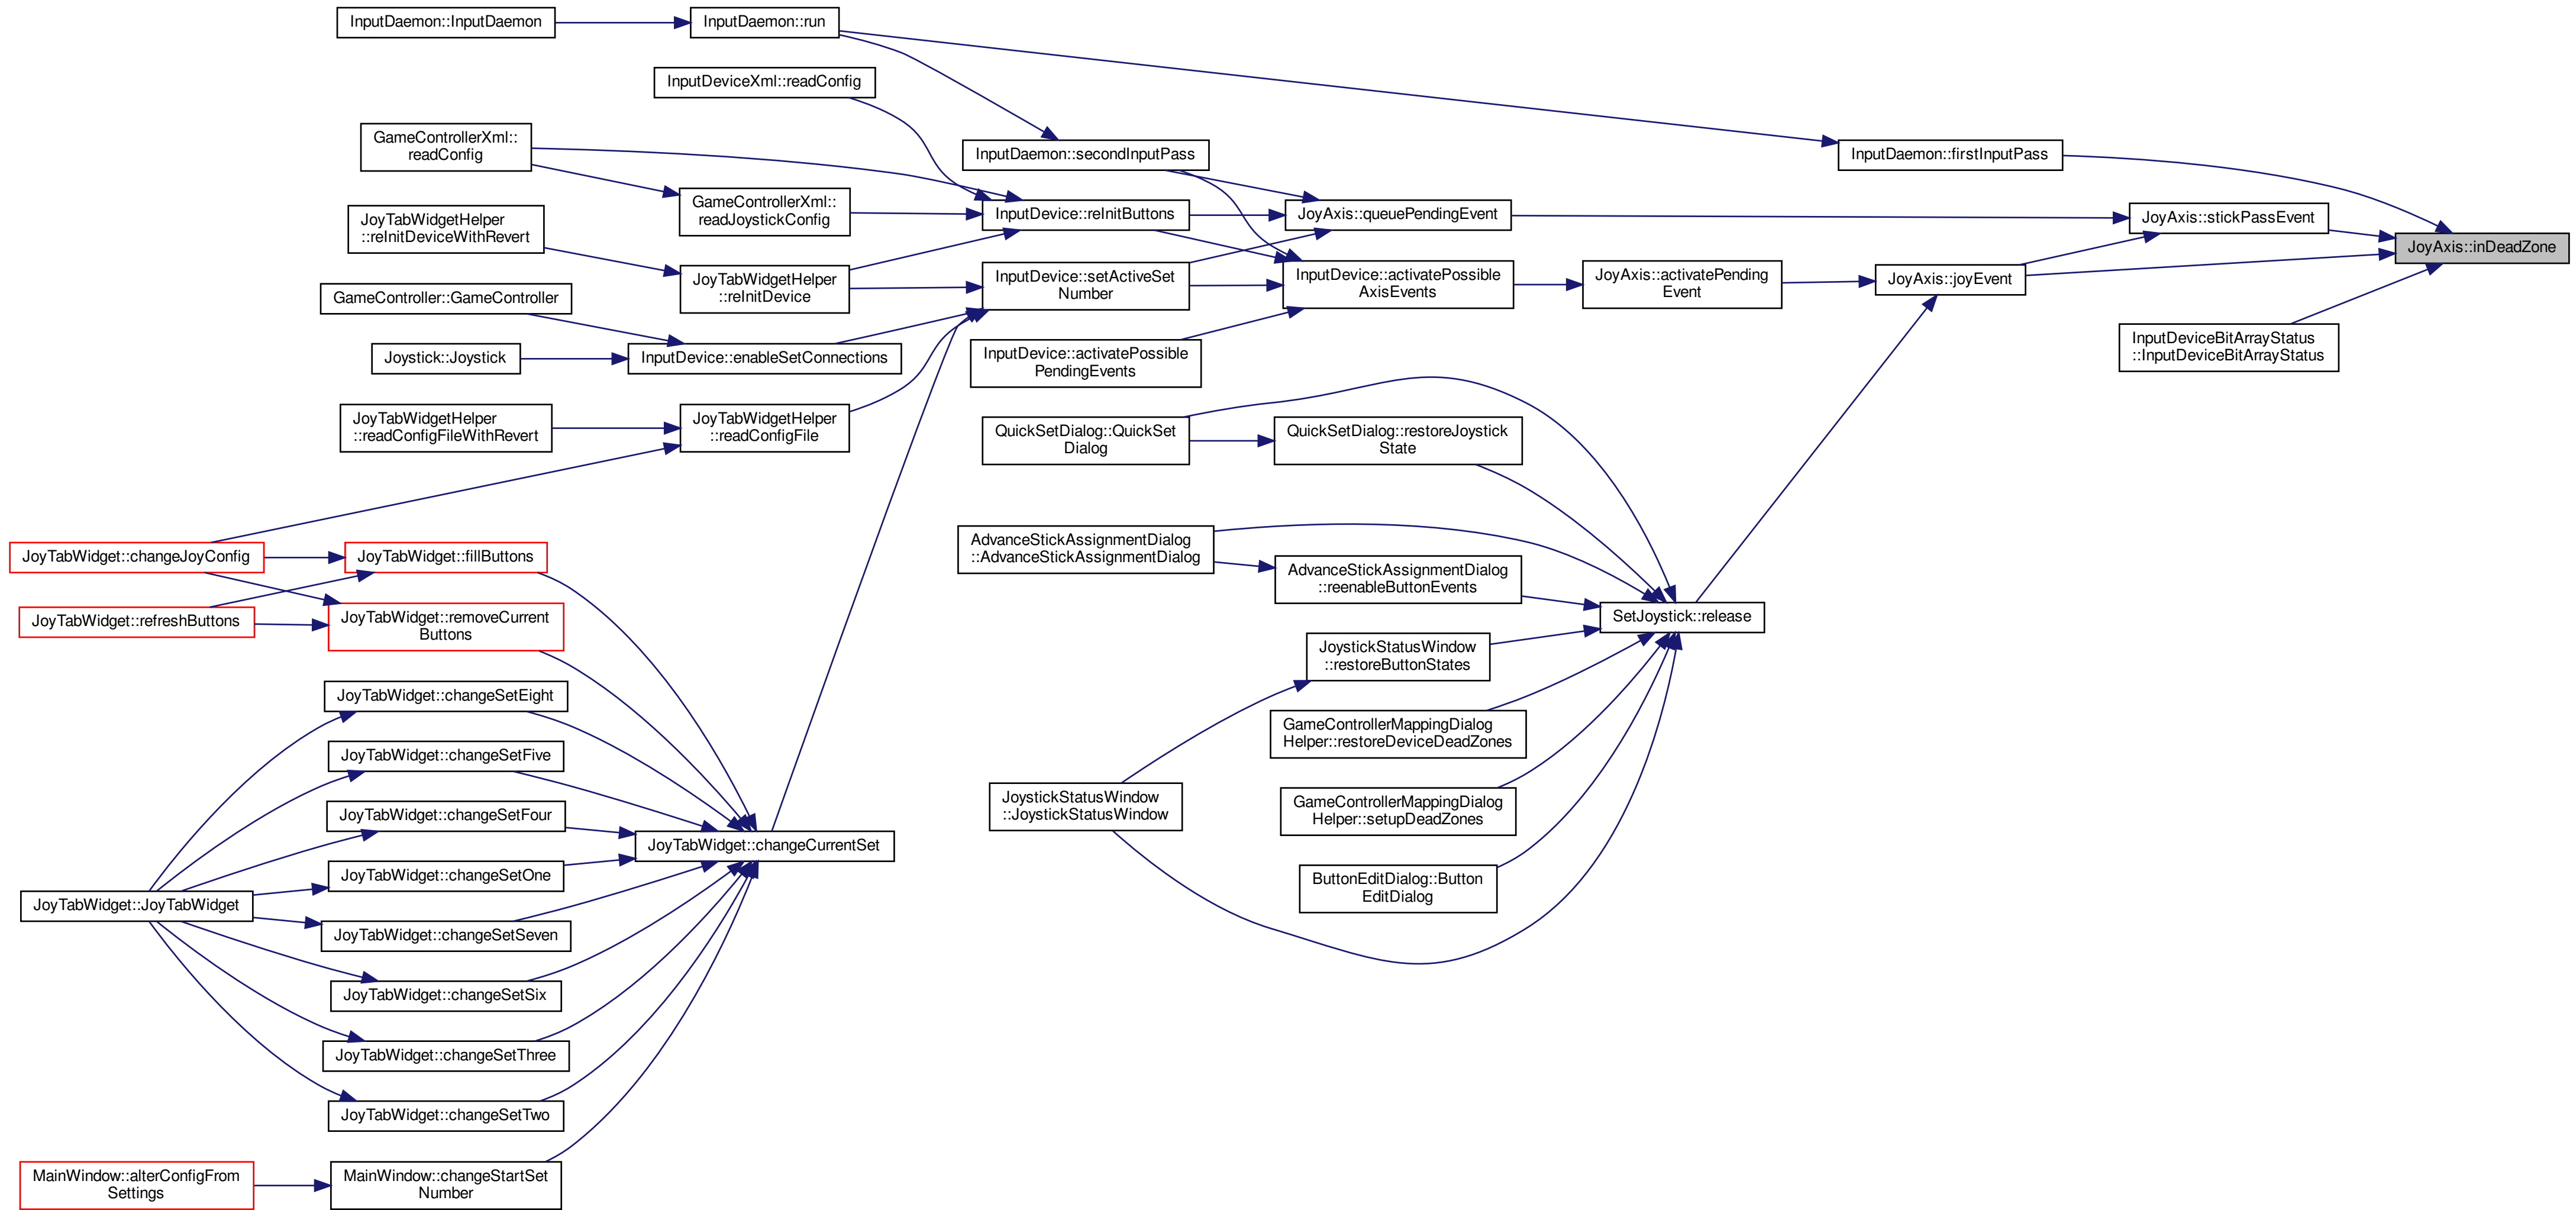 InputDaemon::InputDaemon
InputDaemon::run
InputDeviceXml::readConfig
GameControllerXml::
readConfig
InputDaemon::secondInputPass
InputDaemon::firstInputPass
GameControllerXml::
readJoystickConfig
InputDevice::reInitButtons
JoyAxis::queuePendingEvent
JoyAxis::stickPassEvent
JoyAxis::inDeadZone
JoyTabWidgetHelper
::reInitDeviceWithRevert
JoyTabWidgetHelper
::reInitDevice
InputDevice::setActiveSet
Number
InputDevice::activatePossible
AxisEvents
JoyAxis::activatePending
Event
JoyAxis::joyEvent
GameController::GameController
Joystick::Joystick
InputDevice::enableSetConnections
InputDevice::activatePossible
PendingEvents
InputDeviceBitArrayStatus
::InputDeviceBitArrayStatus
JoyTabWidgetHelper
::readConfigFileWithRevert
JoyTabWidgetHelper
::readConfigFile
QuickSetDialog::QuickSet
Dialog
QuickSetDialog::restoreJoystick
State
JoyTabWidget::changeJoyConfig
JoyTabWidget::fillButtons
AdvanceStickAssignmentDialog
::AdvanceStickAssignmentDialog
AdvanceStickAssignmentDialog
::reenableButtonEvents
JoyTabWidget::refreshButtons
JoyTabWidget::removeCurrent
Buttons
SetJoystick::release
JoystickStatusWindow
::restoreButtonStates
JoyTabWidget::changeSetEight
GameControllerMappingDialog
Helper::restoreDeviceDeadZones
JoyTabWidget::changeSetFive
JoystickStatusWindow
::JoystickStatusWindow
GameControllerMappingDialog
Helper::setupDeadZones
JoyTabWidget::changeSetFour
JoyTabWidget::changeCurrentSet
JoyTabWidget::changeSetOne
ButtonEditDialog::Button
EditDialog
JoyTabWidget::JoyTabWidget
JoyTabWidget::changeSetSeven
JoyTabWidget::changeSetSix
JoyTabWidget::changeSetThree
JoyTabWidget::changeSetTwo
MainWindow::alterConfigFrom
Settings
MainWindow::changeStartSet
Number